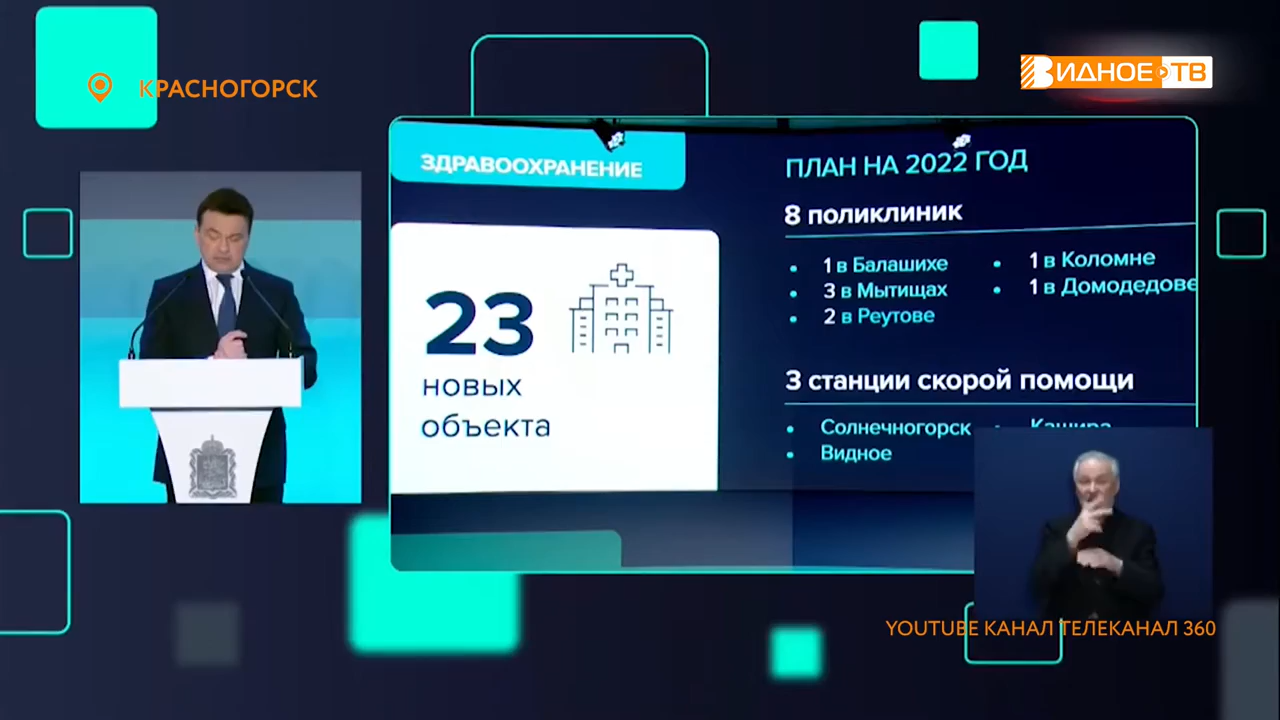 КРАСНОГОРСК
ВИДНОЕ ТВ
ЗДРАВООХРАНЕНИЕ
23
новых
объекта
ПЛАН НА 2022 ГОД
8 поликлиник
1 в Балашихе
3 в Мытищах
2 в Реутове
1 в Коломне
1 в Домодедове
3 станции скорой помощи
Солнечногорск
Видное
Кашира
YOUTUBE КАНАЛ ТЕЛЕКАНАЛ 360